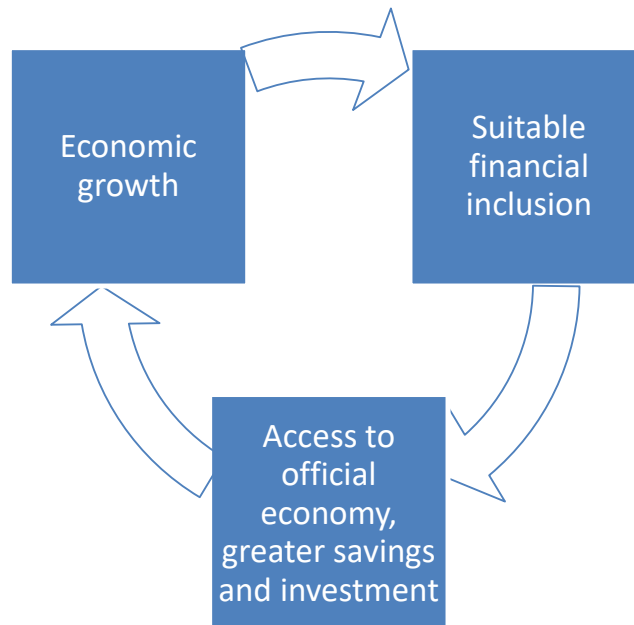 Economic
growth
Suitable
financial
inclusion
Access to
official
economy,
greater savings
and investment